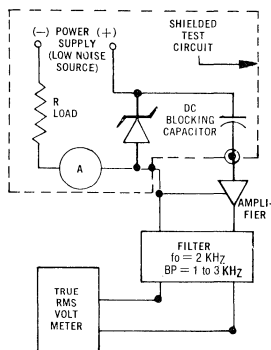 (-) POWER (+)
SUPPLY
(LOW NOISE
SOURCE)
SHIELDED
TEST
CIRCUIT
R
LOAD
DC
BLOCKING
CAPACITOR
A
AMPLI-
FIER
FILTER
fo = 2 KHz
BP = 1 to 3 KHz
TRUE
RMS
VOLT
METER